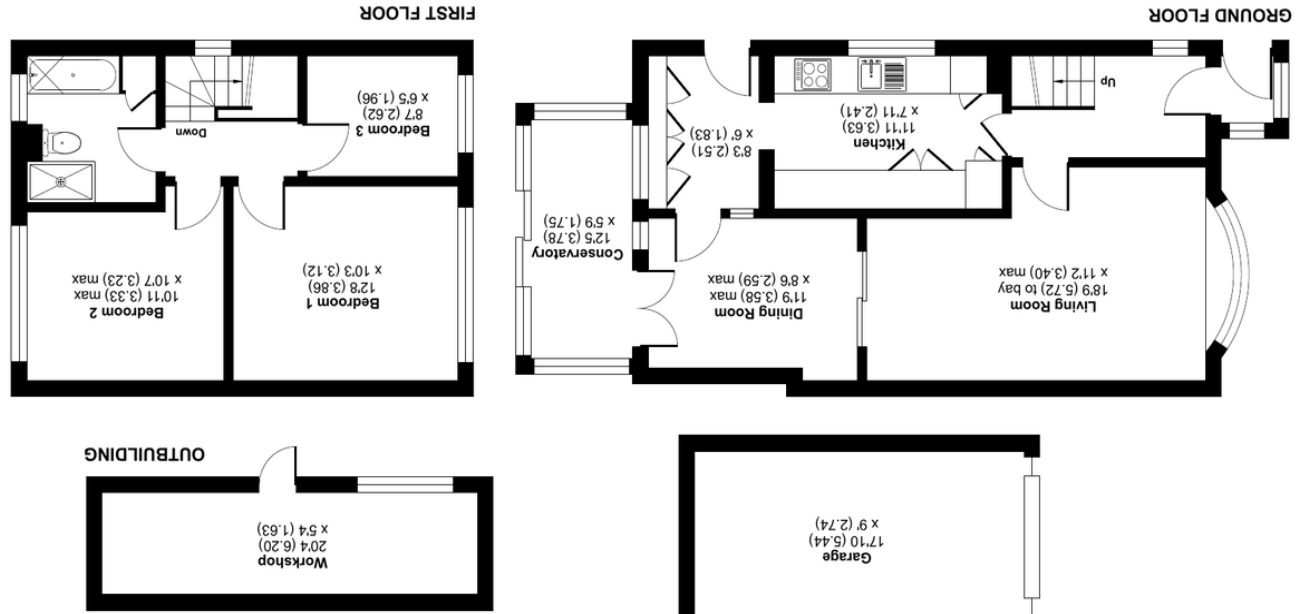 Garage
17'10 (5.44)
x 9' (2.74)
Workshop
20'4 (6.20)
x 5'4 (1.63)
OUTBUILDING
Living Room
18'9 (5.72) to bay
x 11'2 (3.40) max
Dining Room
11'9 (3.58) max
x 8'6 (2.59) max
Conservatory
12'5 (3.78)
x 5'9 (1.75)
Kitchen
11'11 (3.63)
x 7'11 (2.41)
8'3 (2.51)
x 6' (1.83)
Up
GROUND FLOOR
Bedroom 1
12'8 (3.86)
x 10'3 (3.12)
Bedroom 2
10'11 (3.33) max
x 10'7 (3.23) max
Bedroom 3
8'7 (2.62)
x 6'5 (1.96)
Down
FIRST FLOOR